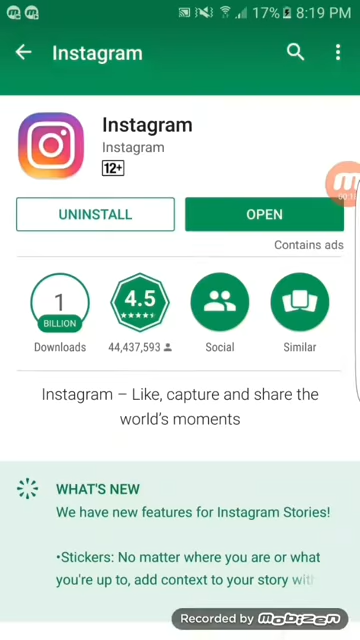 17% 8:19 PM
Instagram
Instagram
Instagram
12+
UNINSTALL
OPEN
Contains ads
1
BILLION
4.5
Downloads
44,437,593
Social
Similar
Instagram – Like, capture and share the
world's moments
WHAT'S NEW
We have new features for Instagram Stories!
•Stickers: No matter where you are or what
you're up to, add context to your story with
Recorded by mobizen